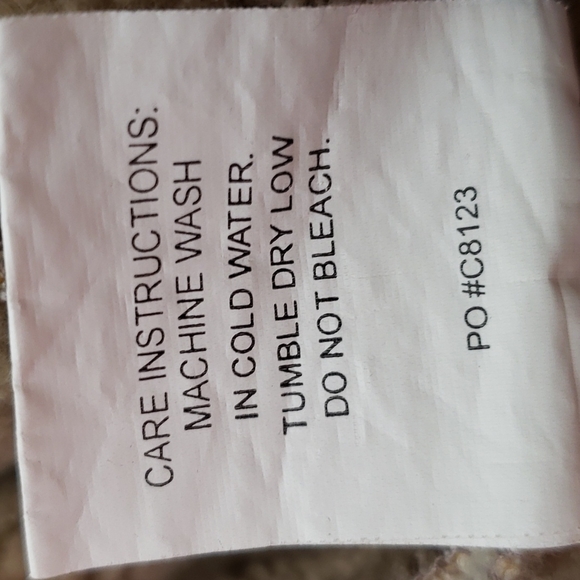 CARE INSTRUCTIONS:
MACHINE WASH
IN COLD WATER.
TUMBLE DRY LOW
DO NOT BLEACH.
PO #C8123